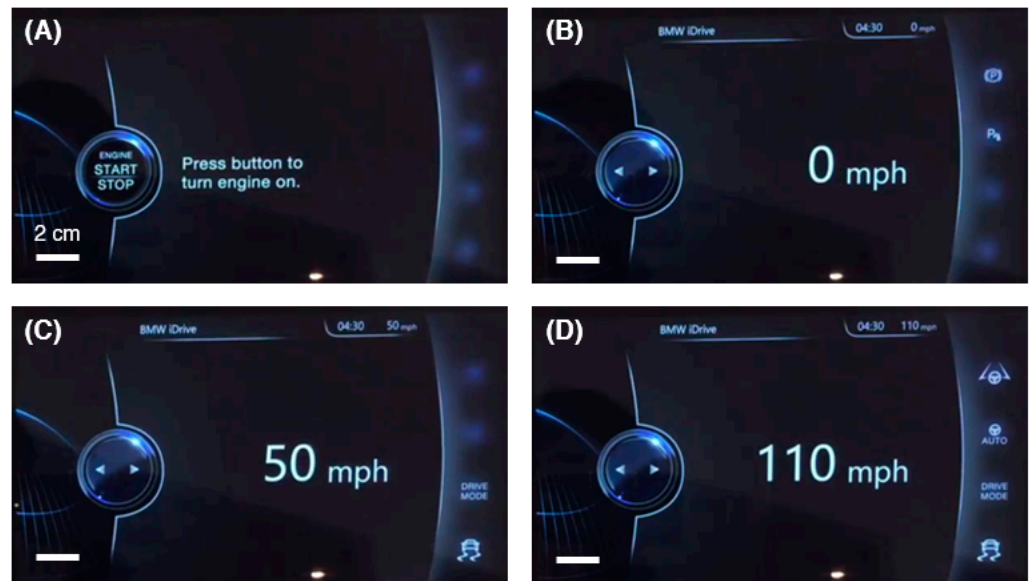 (A)
ENGINE
START
STOP
Press button to
turn engine on.
2 cm
(B)
BMW iDrive
04:30 0 mph
0 mph
(C)
BMW iDrive
04:30 50 mph
50 mph
DRIVE
MODE
(D)
BMW iDrive
04:30 110 mph
110 mph
AUTO
DRIVE
MODE